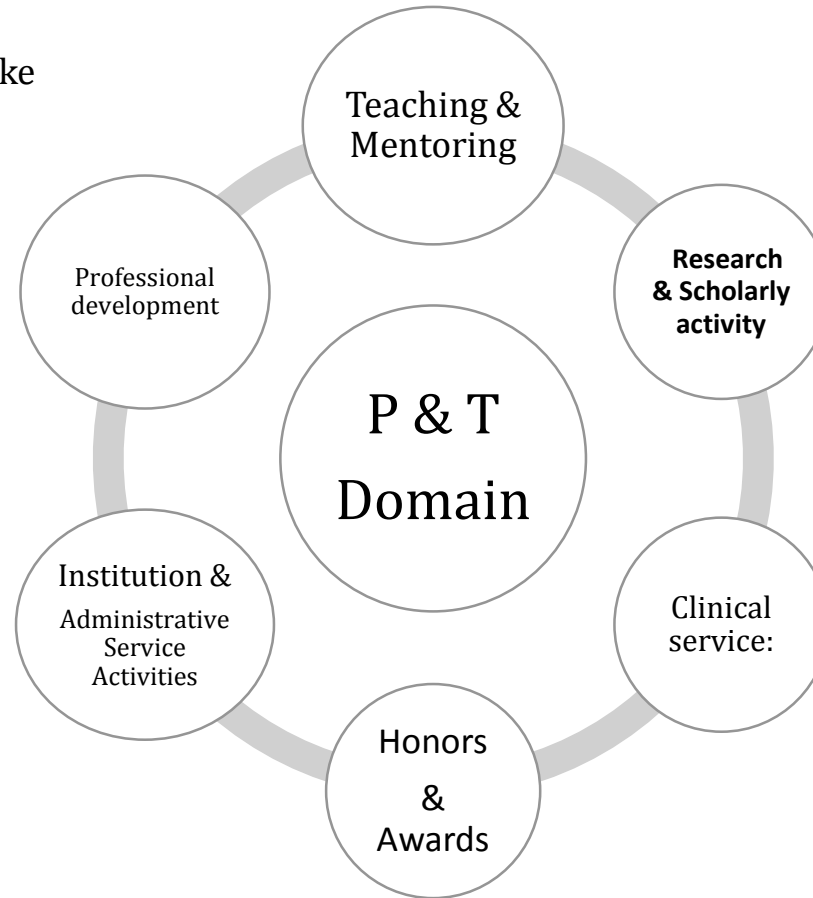 ke
Teaching &
Mentoring
Research
& Scholarly
activity
Clinical
service:
Honors
&
Awards
Institution &
Administrative
Service
Activities
Professional
development
P & T
Domain